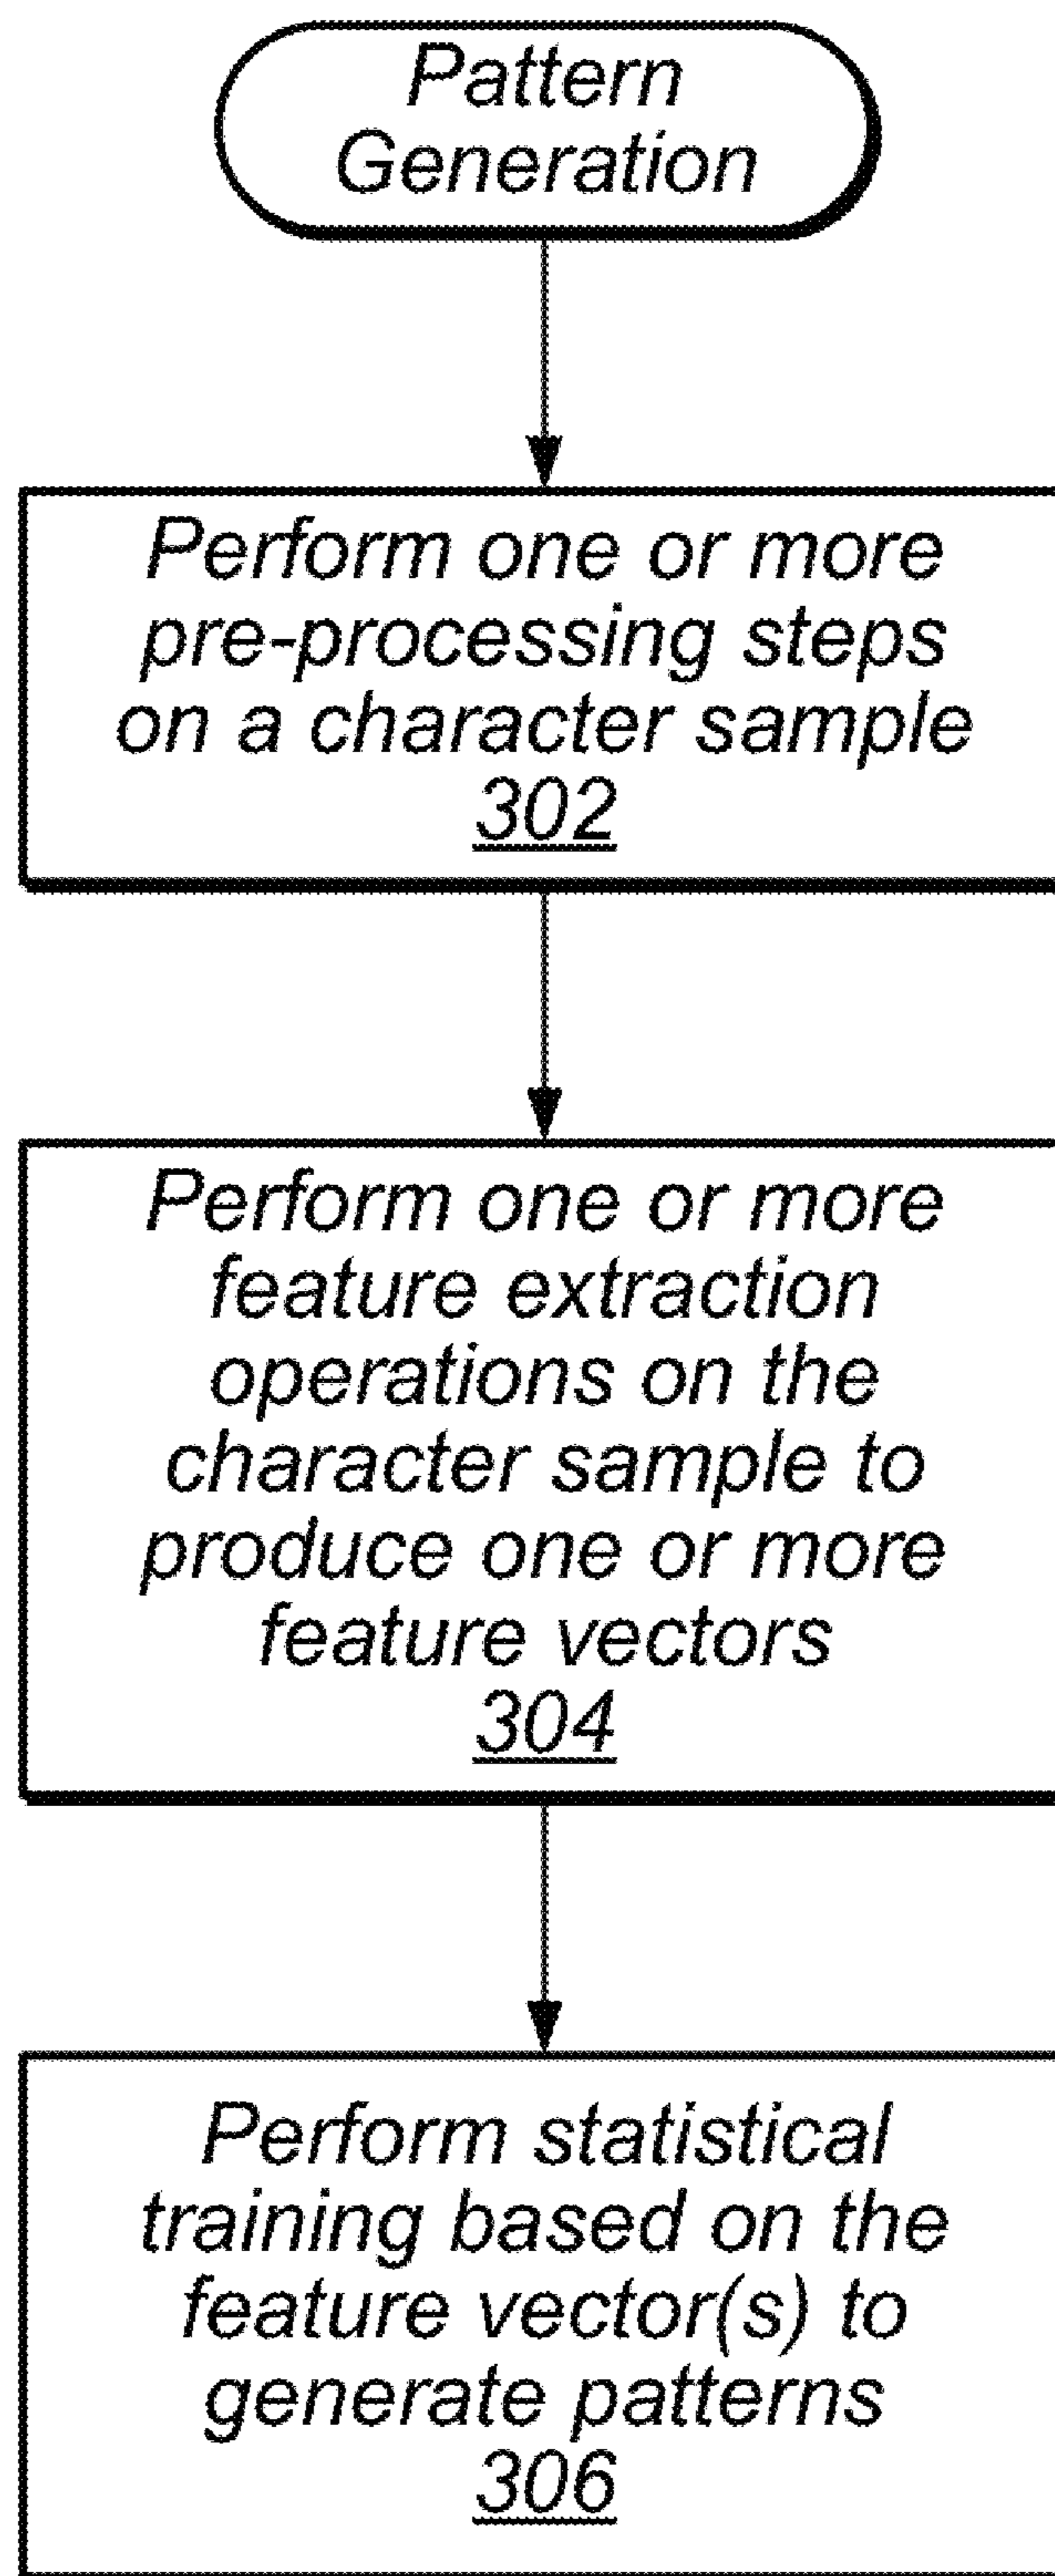 Pattern
Generation
Perform one or more
pre-processing steps
on a character sample
302
Perform one or more
feature extraction
operations on the
character sample to
produce one or more
feature vectors
304
Perform statistical
training based on the
feature vector(s) to
generate patterns
306